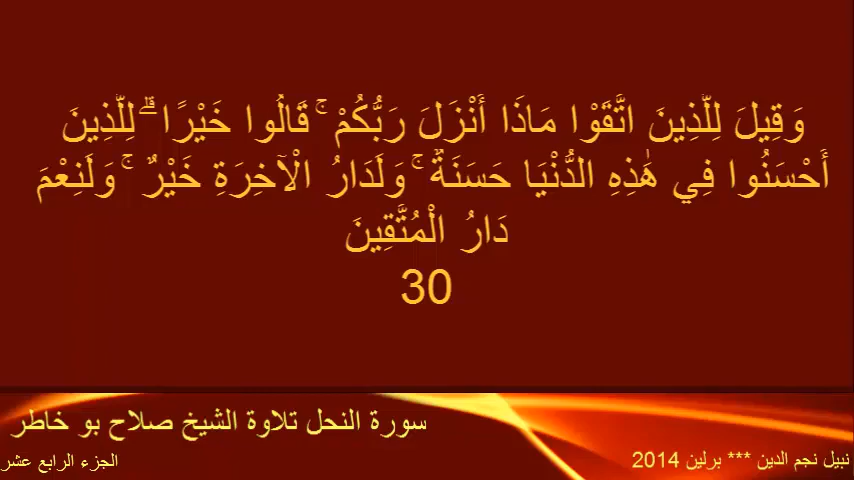 وَقِيلَ لِلَّذِينَ اتَّقَوْا مَاذَا أَنْزَلَ رَبُّكُمْ ۚ قَالُوا خَيْرًا ۗ لِلَّذِينَ
أَحْسَنُوا فِي هَٰذِهِ الدُّنْيَا حَسَنَةٌ ۚ وَلَدَارُ الْآخِرَةِ خَيْرٌ ۚ وَلَنِعْمَ
دَارُ الْمُتَّقِينَ
30
سورة النحل تلاوة الشيخ صلاح بو خاطر
نبيل نجم الدين *** برلين 2014
الجزء الرابع عشر